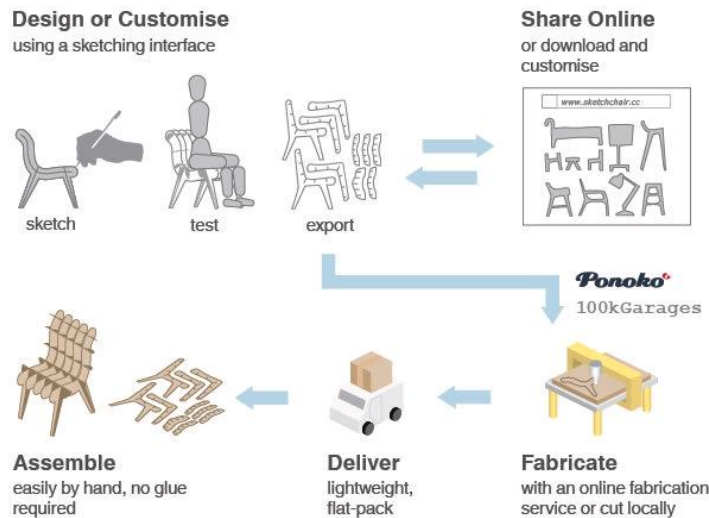 Design or Customise
using a sketching interface
Share Online
or download and
customise
www.sketchchair.cc
sketch
test
export
Ponoko
100kGarages
Assemble
easily by hand, no glue
required
Deliver
lightweight,
flat-pack
Fabricate
with an online fabrication
service or cut locally